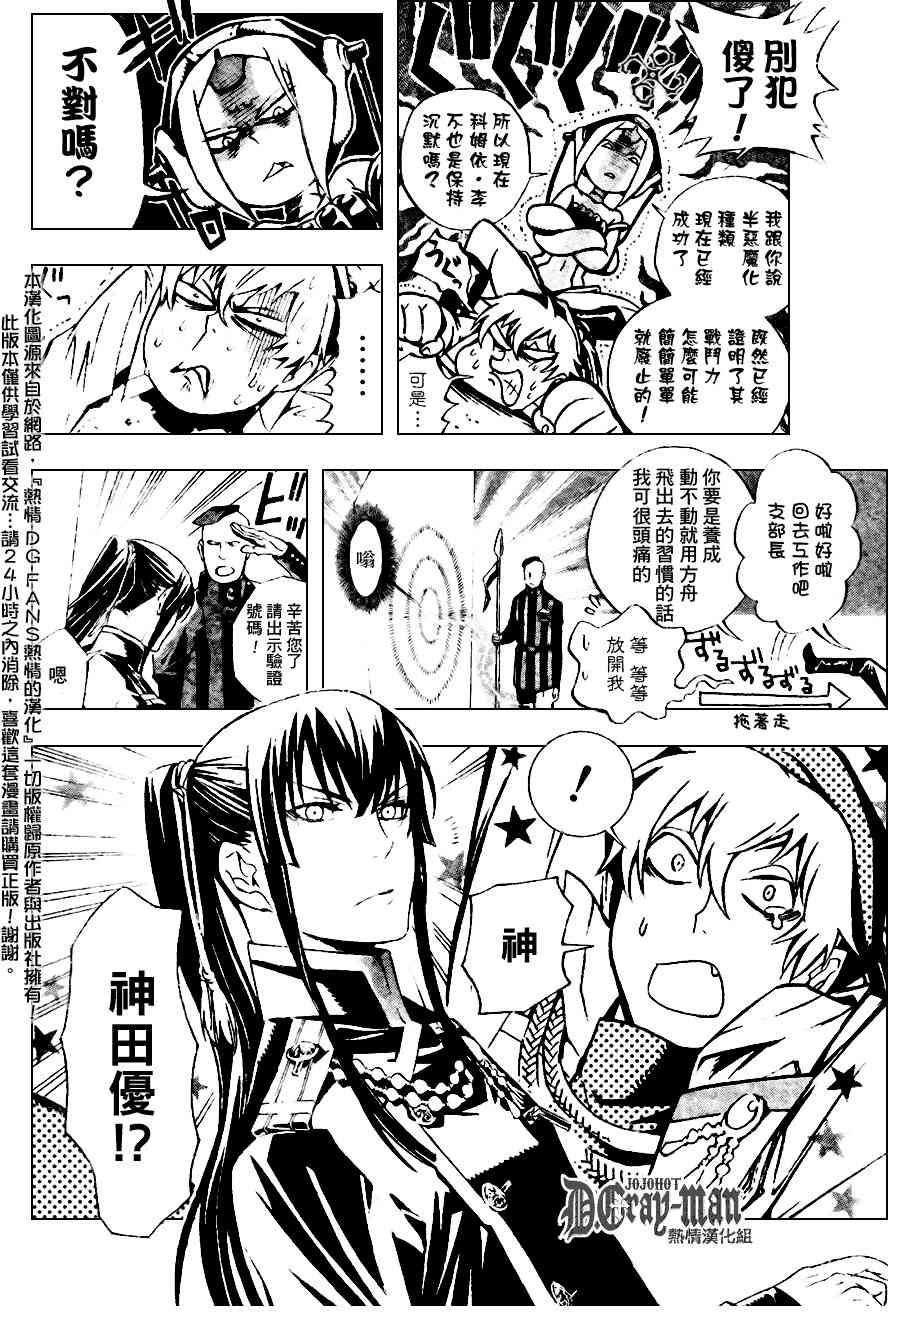 別犯
傻了！
我跟你說
半惡魔化
種類
現在已經
成功了
既然已經
證明了其
戰鬥力
怎麼可能
簡簡單單
就廢止的！
所以現在
科姆依·李
不也是保持
沉默嗎？
可是…
不對嗎？
……
好啦好啦
回去工作吧
支部長
你要是養成
動不動就用方舟
飛出去的習慣的話
我可很頭痛的
等 等等
放開我
ずるずるずる
拖著走
嗡
辛苦您了
請出示驗證
號碼！
ビッ
嗯
！
神
神田優!?
本漢化圖源來自於網路．『熱情-DG-FANS熱情的漢化』一切版權歸原作者與出版社擁有
此版本僅供學習試看交流…請24小時之內消除．喜歡這套漫畫請購買正版！謝謝。
JOJOHOT
D.Gray-man
熱情漢化組